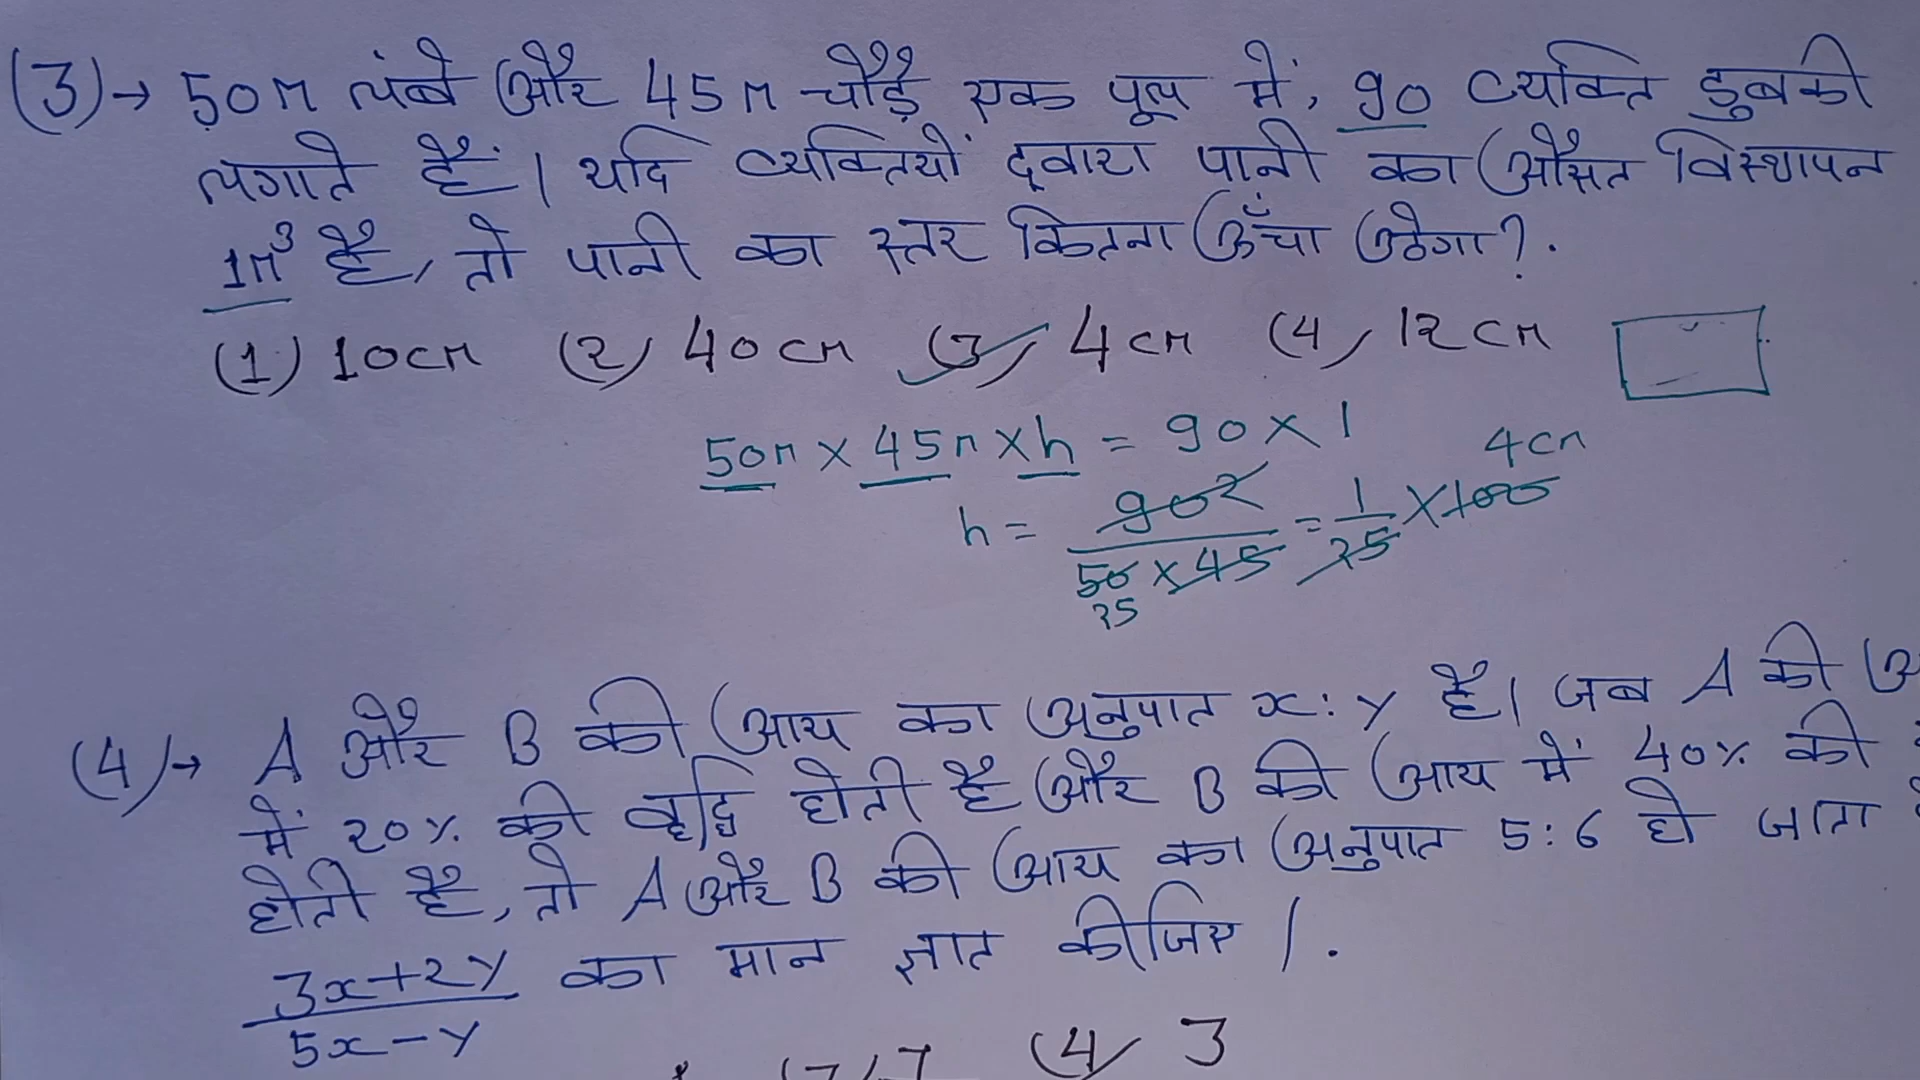 (3)→ 50m लंबे और 45m चौड़े एक पूल में, 90 व्यक्ति डुबकी
लगाते हैं। यदि व्यक्तियों द्वारा पानी का औसत विस्थापन
1m³ है, तो पानी का स्तर कितना ऊँचा उठेगा?.
(1) 10cm (2) 40cm (3) 4cm (4) 12cm
50m × 45m × h = 90 × 1
4cm
h = 90 2 / 50 × 45 = 1/25 × 100
25
(4)→ A और B की आय का अनुपात x:y है। जब A की
में 20% की वृद्धि होती है और B की आय में 40% की
होती है, तो A और B की आय का अनुपात 5:6 हो जाता
3x+2y / 5x-y का मान ज्ञात कीजिए।.
(4) 3